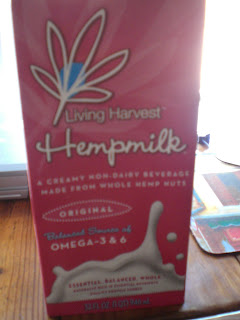 Living Harvest™
Hempmilk
A CREAMY NON-DAIRY BEVERAGE
MADE FROM WHOLE HEMP NUTS
ORIGINAL
Balanced Source of
OMEGA-3 & 6
ESSENTIAL, BALANCED, WHOLE